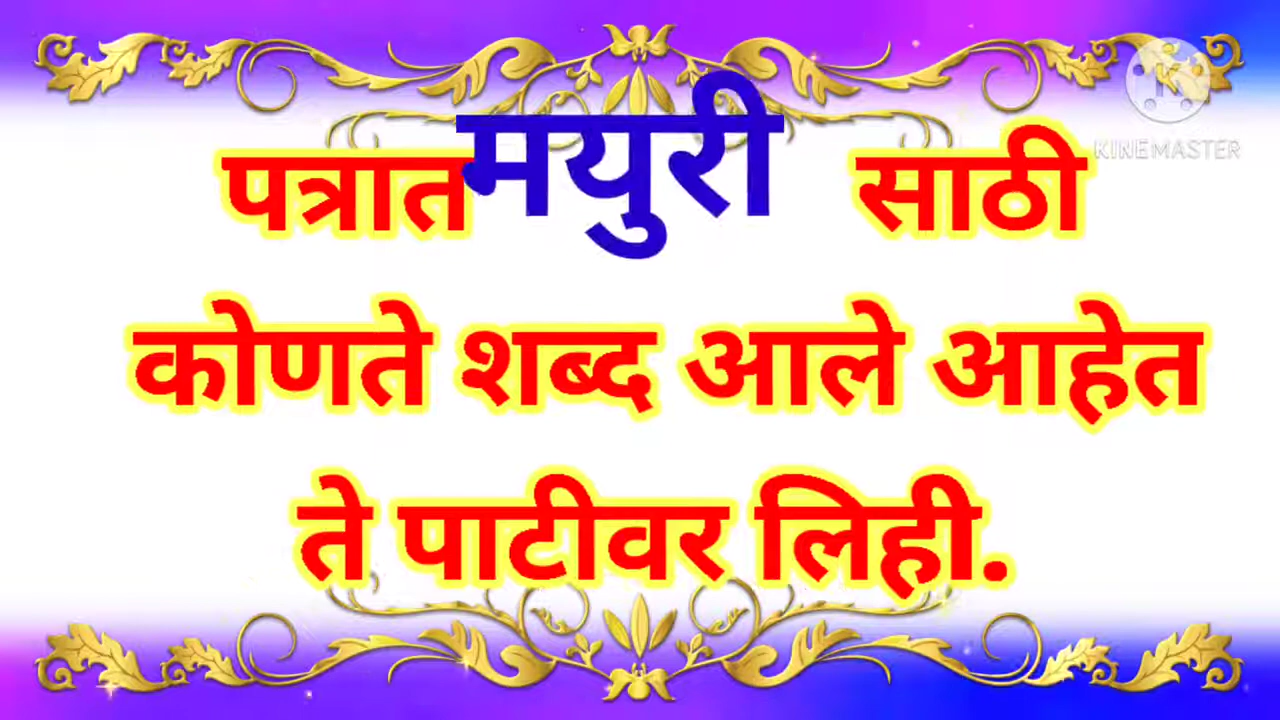 पत्रात मयुरी साठी
कोणते शब्द आले आहेत
ते पाटीवर लिही.
KINEMASTER